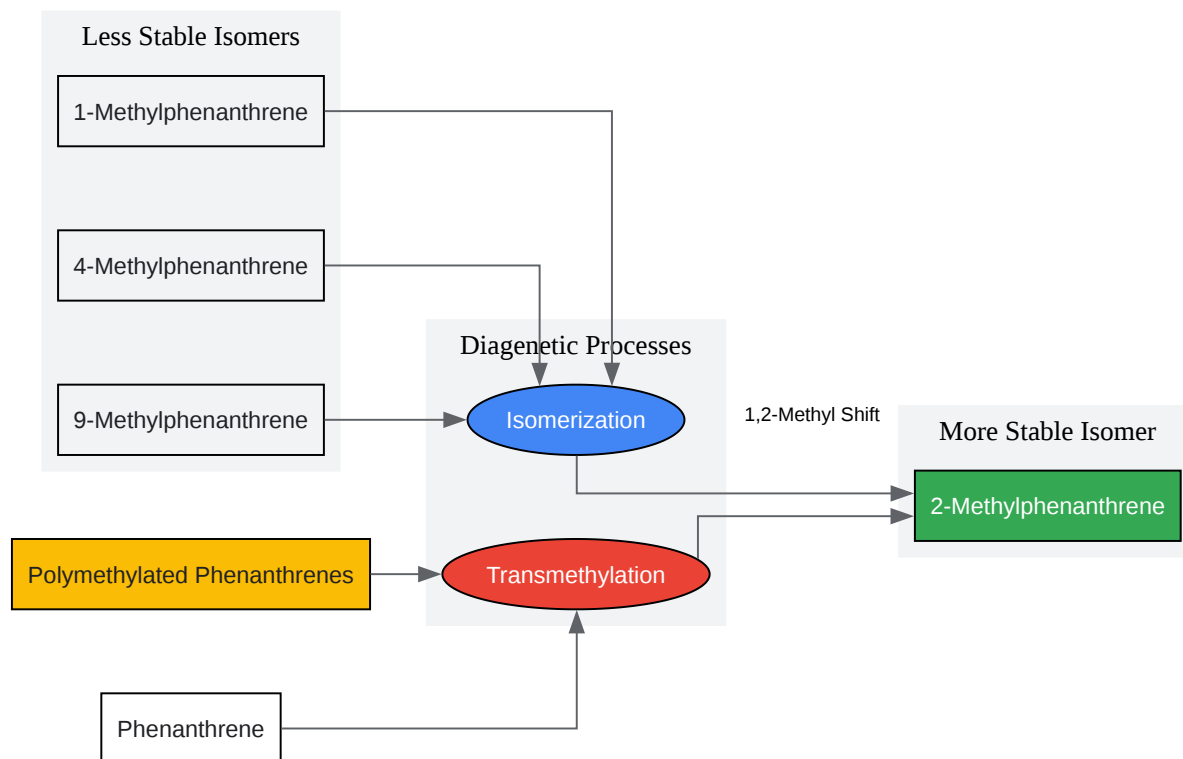 Less Stable Isomers
1-Methylphenanthrene
4-Methylphenanthrene
9-Methylphenanthrene
Diagenetic Processes
Isomerization
1,2-Methyl Shift
More Stable Isomer
2-Methylphenanthrene
Polymethylated Phenanthrenes
Transmethylation
Phenanthrene